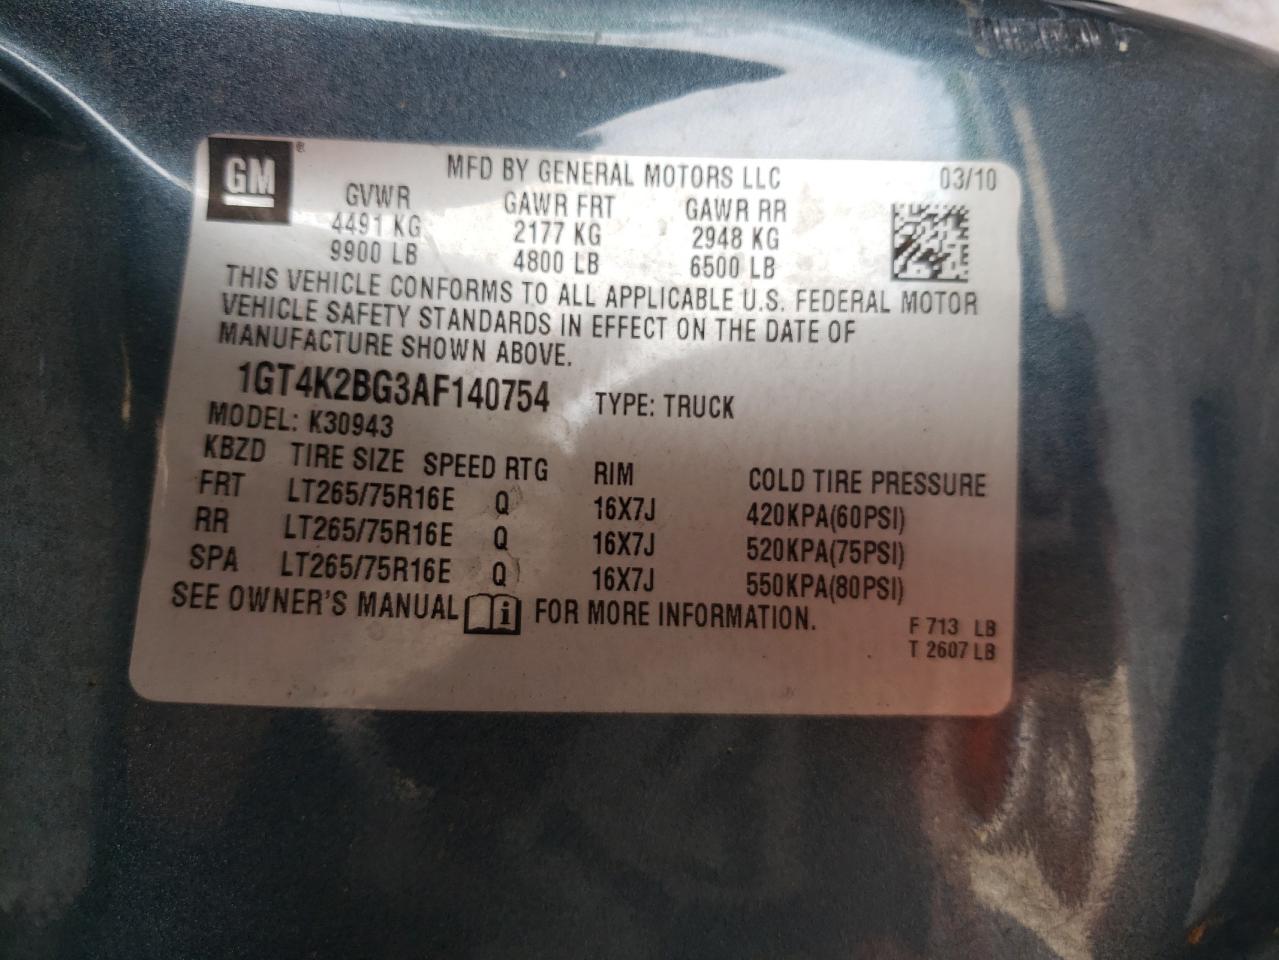 GM
MFD BY GENERAL MOTORS LLC 03/10
GVWR GAWR FRT GAWR RR
4491 KG 2177 KG 2948 KG
9900 LB 4800 LB 6500 LB
THIS VEHICLE CONFORMS TO ALL APPLICABLE U.S. FEDERAL MOTOR
VEHICLE SAFETY STANDARDS IN EFFECT ON THE DATE OF
MANUFACTURE SHOWN ABOVE.
1GT4K2BG3AF140754 TYPE: TRUCK
MODEL: K30943
KBZD TIRE SIZE SPEED RTG RIM COLD TIRE PRESSURE
FRT LT265/75R16E Q 16X7J 420KPA(60PSI)
RR LT265/75R16E Q 16X7J 520KPA(75PSI)
SPA LT265/75R16E Q 16X7J 550KPA(80PSI)
SEE OWNER'S MANUAL i FOR MORE INFORMATION.
F 713 LB
T 2607 LB